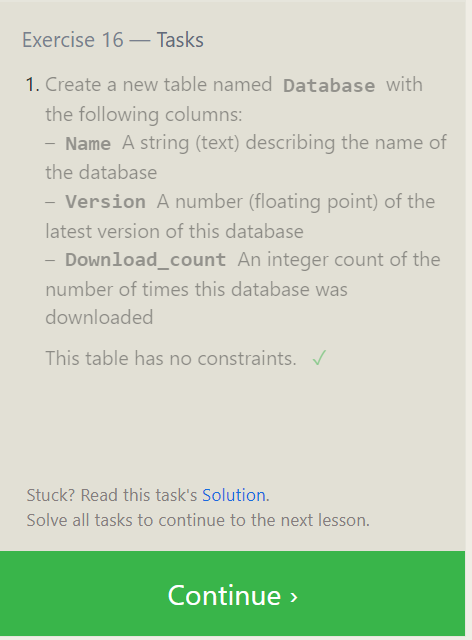 Exercise 16 — Tasks
1. Create a new table named Database with
the following columns:
– Name A string (text) describing the name of
the database
– Version A number (floating point) of the
latest version of this database
– Download_count An integer count of the
number of times this database was
downloaded
This table has no constraints. ✓
Stuck? Read this task's Solution.
Solve all tasks to continue to the next lesson.
Continue ›